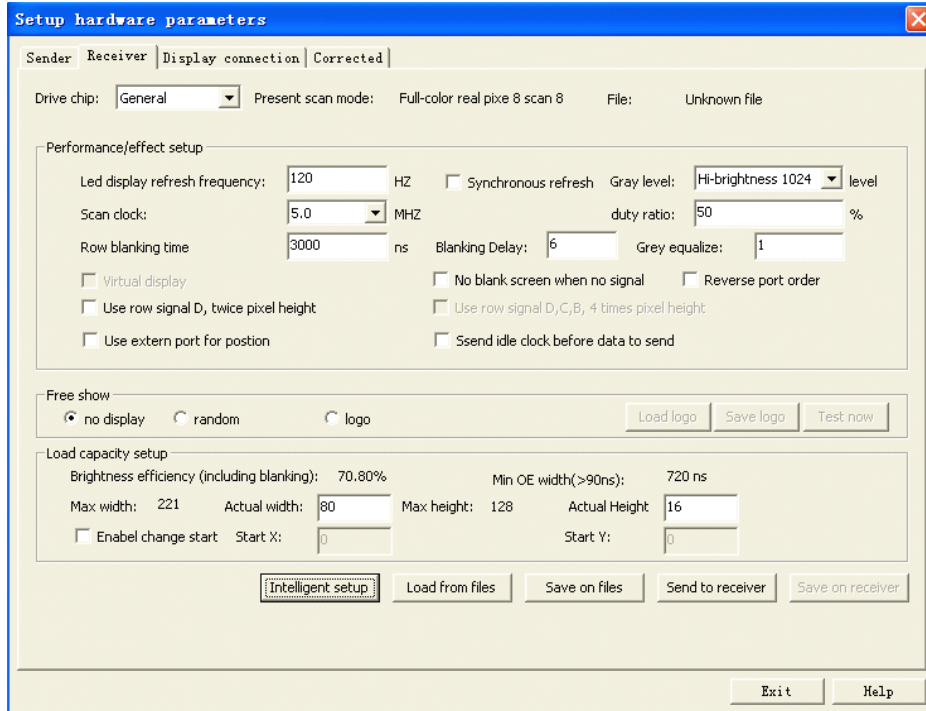 Setup hardware parameters
Sender Receiver Display connection Corrected
Drive chip: General Present scan mode: Full-color real pixe 8 scan 8 File: Unknown file
Performance/effect setup
Led display refresh frequency: 120 HZ Synchronous refresh Gray level: Hi-brightness 1024 level
Scan clock: 5.0 MHZ duty ratio: 50 %
Row blanking time 3000 ns Blanking Delay: 6 Grey equalize: 1
Virtual display No blank screen when no signal Reverse port order
Use row signal D, twice pixel height Use row signal D,C,B, 4 times pixel height
Use extern port for postion Ssend idle clock before data to send
Free show
no display random logo Load logo Save logo Test now
Load capacity setup
Brightness efficiency (including blanking): 70.80% Min OE width(>90ns): 720 ns
Max width: 221 Actual width: 80 Max height: 128 Actual Height 16
Enabel change start Start X: 0 Start Y: 0
Intelligent setup Load from files Save on files Send to receiver Save on receiver
Exit Help